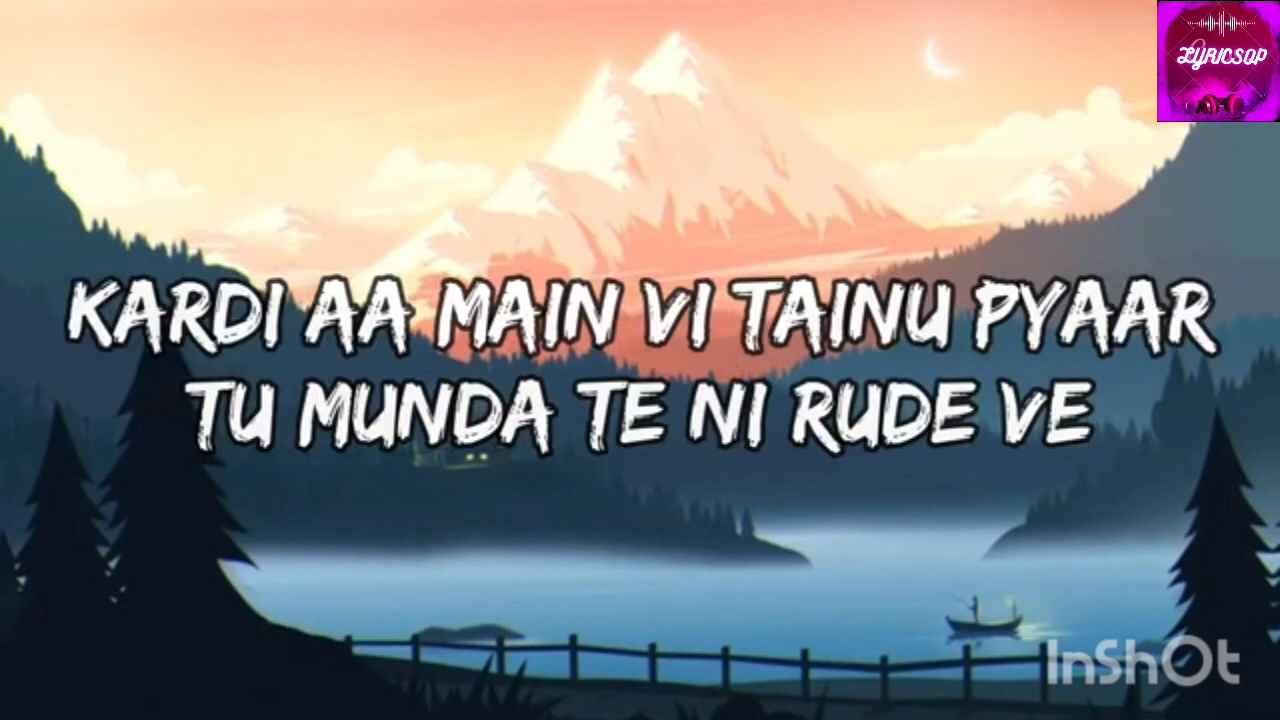 LYRICSOP
KARDI AA MAIN VI TAINU PYAAR
TU MUNDA TE NI RUDE VE
InShOt